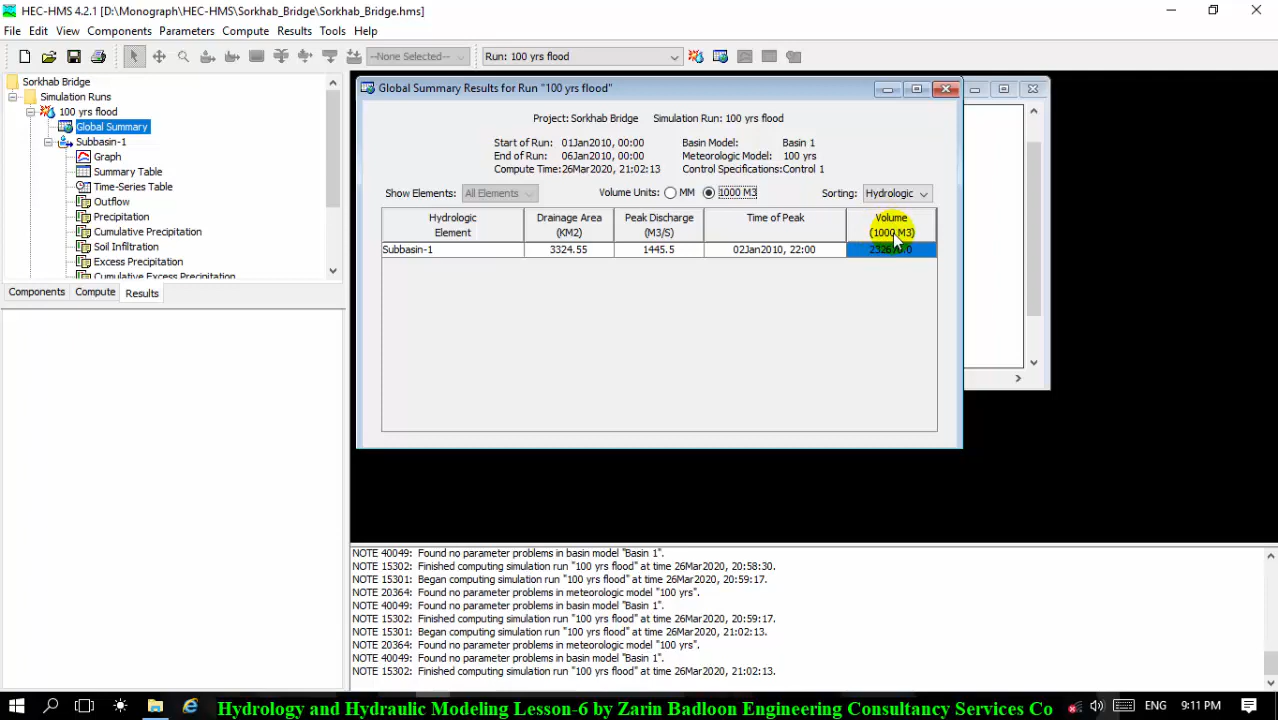 HEC-HMS 4.2.1 [D:\Monograph\HEC-HMS\Sorkhab_Bridge\Sorkhab_Bridge.hms]
File Edit View Components Parameters Compute Results Tools Help
--None Selected-- Run: 100 yrs flood
Sorkhab Bridge
Simulation Runs
100 yrs flood
Global Summary
Subbasin-1
Graph
Summary Table
Time-Series Table
Outflow
Precipitation
Cumulative Precipitation
Soil Infiltration
Excess Precipitation
Cumulative Excess Precipitation
Components Compute Results
Global Summary Results for Run "100 yrs flood"
Project: Sorkhab Bridge Simulation Run: 100 yrs flood
Start of Run: 01Jan2010, 00:00 Basin Model: Basin 1
End of Run: 06Jan2010, 00:00 Meteorologic Model: 100 yrs
Compute Time:26Mar2020, 21:02:13 Control Specifications:Control 1
Show Elements: All Elements Volume Units: MM 1000 M3 Sorting: Hydrologic
Hydrologic Drainage Area Peak Discharge Time of Peak Volume
Element (KM2) (M3/S) (1000 M3)
Subbasin-1 3324.55 1445.5 02Jan2010, 22:00
NOTE 40049: Found no parameter problems in basin model "Basin 1".
NOTE 15302: Finished computing simulation run "100 yrs flood" at time 26Mar2020, 20:58:30.
NOTE 15301: Began computing simulation run "100 yrs flood" at time 26Mar2020, 20:59:17.
NOTE 20364: Found no parameter problems in meteorologic model "100 yrs".
NOTE 40049: Found no parameter problems in basin model "Basin 1".
NOTE 15302: Finished computing simulation run "100 yrs flood" at time 26Mar2020, 20:59:17.
NOTE 15301: Began computing simulation run "100 yrs flood" at time 26Mar2020, 21:02:13.
NOTE 20364: Found no parameter problems in meteorologic model "100 yrs".
NOTE 40049: Found no parameter problems in basin model "Basin 1".
NOTE 15302: Finished computing simulation run "100 yrs flood" at time 26Mar2020, 21:02:13.
Hydrology and Hydraulic Modeling Lesson-6 by Zarin Badloon Engineering Consultancy Services Co
ENG 9:11 PM